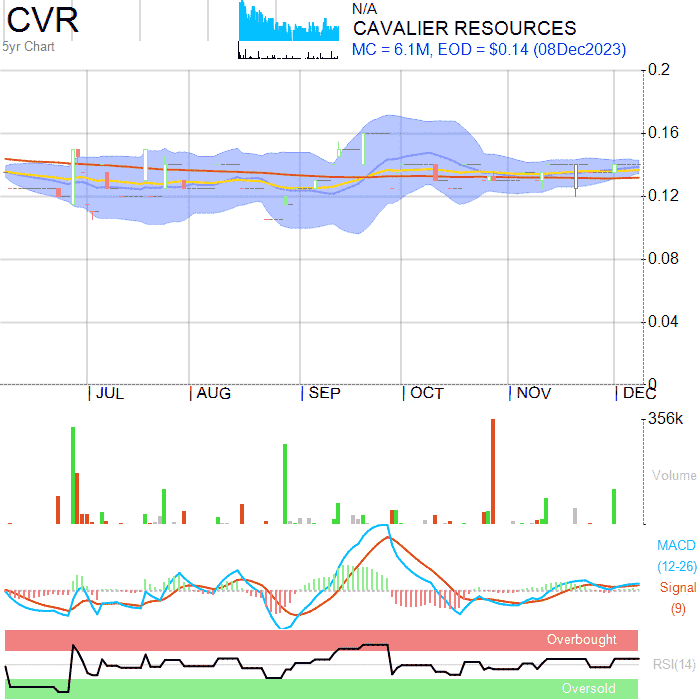 CVR
5yr Chart
N/A
CAVALIER RESOURCES
MC = 6.1M, EOD = $0.14 (08Dec2023)
0.2
0.16
0.12
0.08
0.04
0
JUL AUG SEP OCT NOV DEC
356k
Volume
MACD
(12-26)
Signal
(9)
Overbought
RSI(14)
Oversold